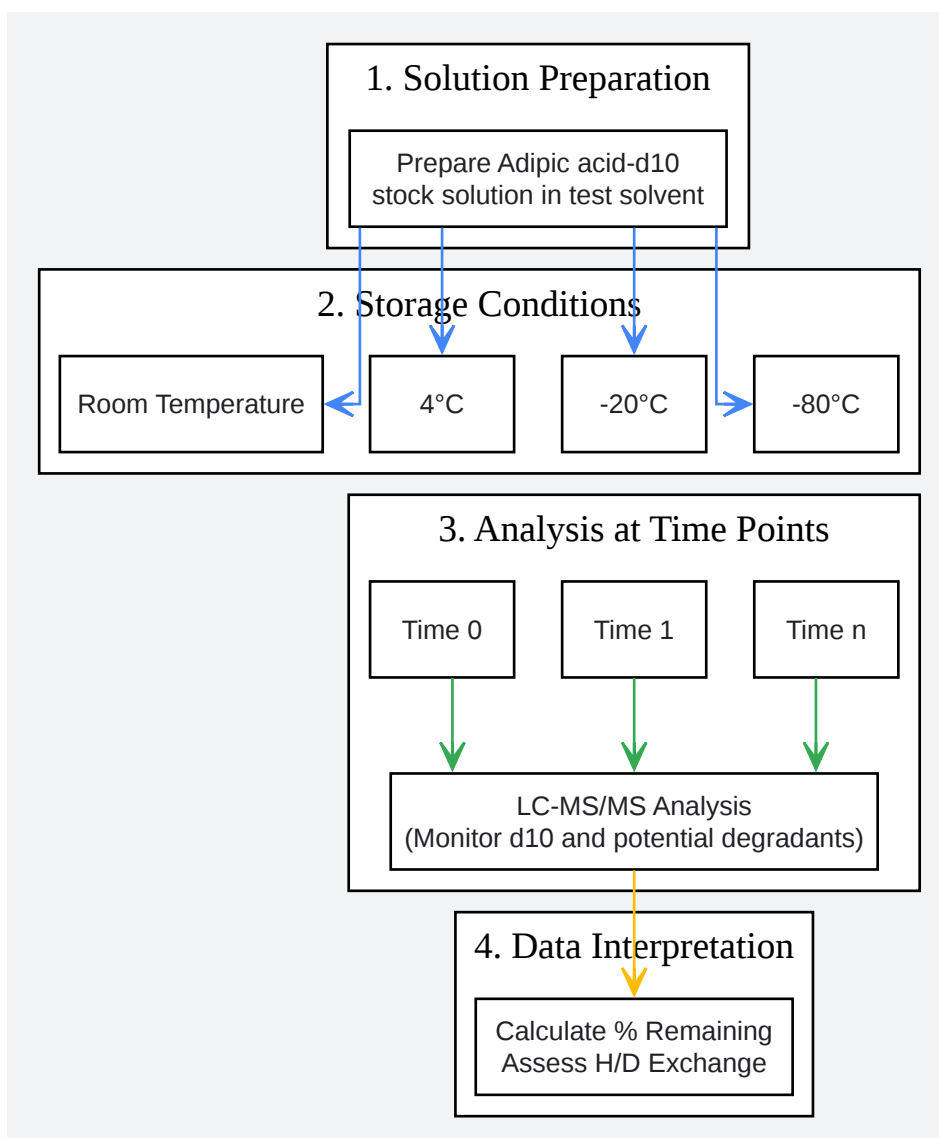 1. Solution Preparation
Prepare Adipic acid-d10
stock solution in test solvent
2. Storage Conditions
Room Temperature
4°C
-20°C
-80°C
3. Analysis at Time Points
Time 0
Time 1
Time n
LC-MS/MS Analysis
(Monitor d10 and potential degradants)
4. Data Interpretation
Calculate % Remaining
Assess H/D Exchange